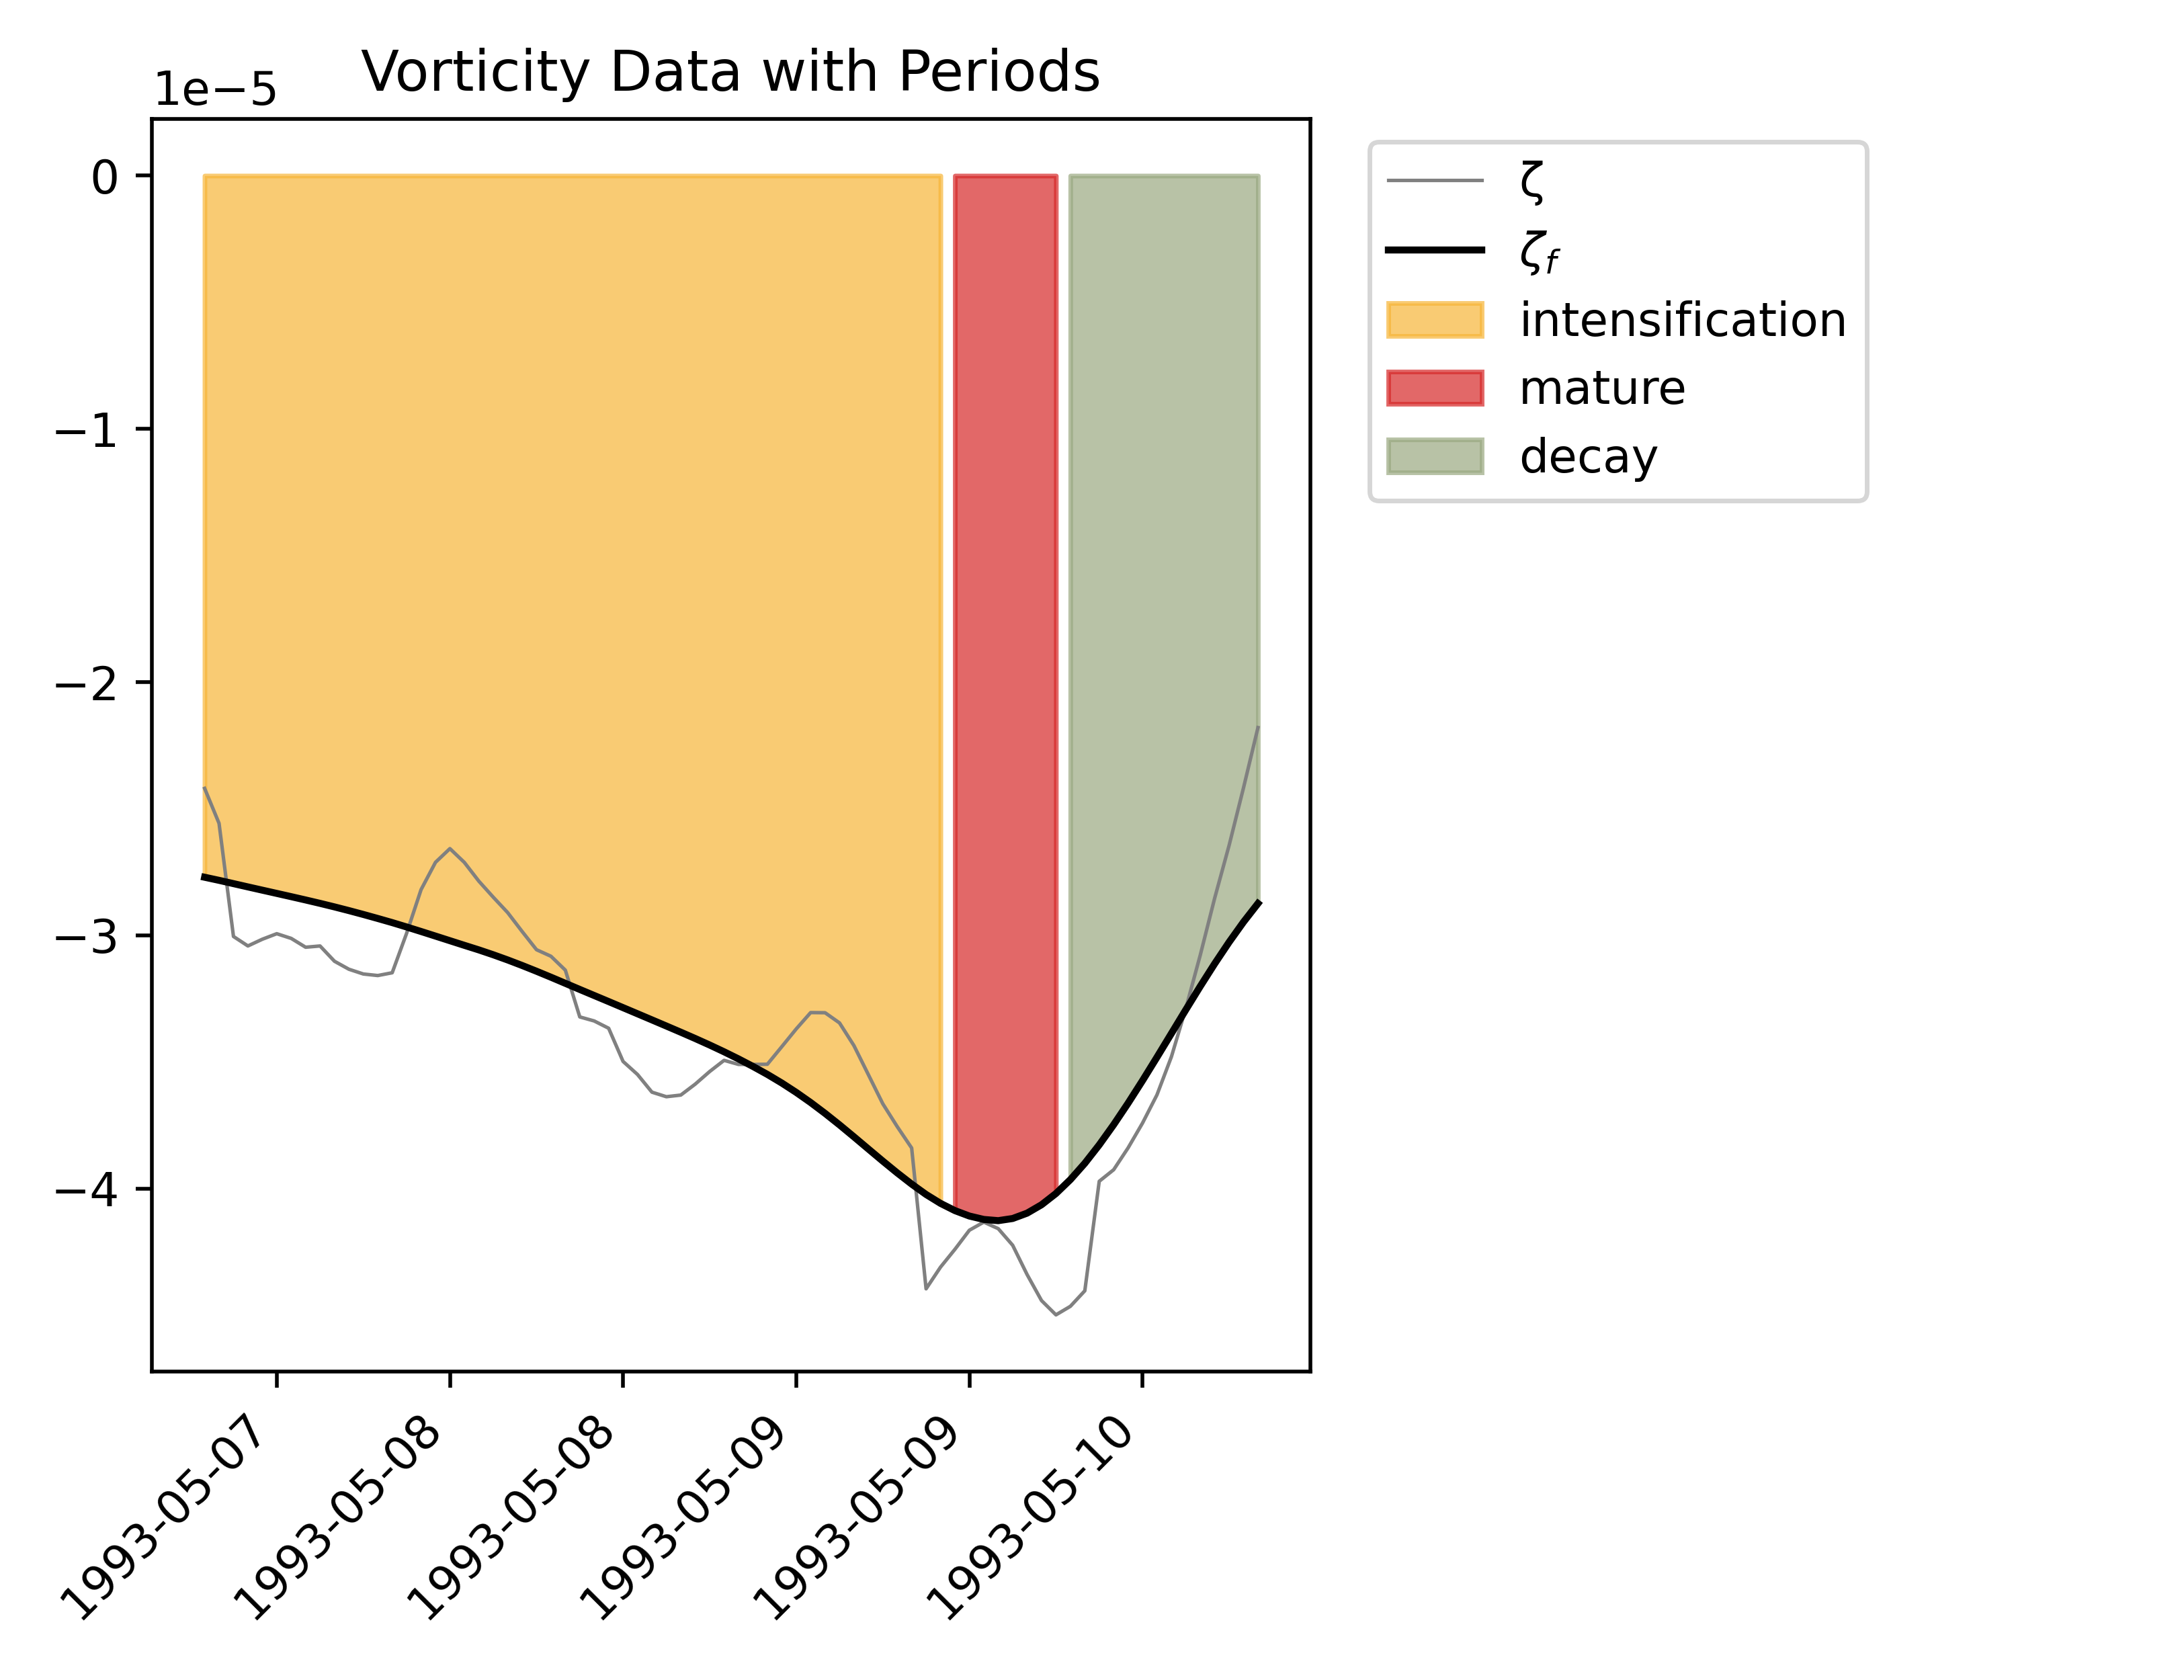 Vorticity Data with Periods
1e−5
0
−1
−2
−3
−4
1993-05-07
1993-05-08
1993-05-08
1993-05-09
1993-05-09
1993-05-10
ζ
ζf
intensification
mature
decay